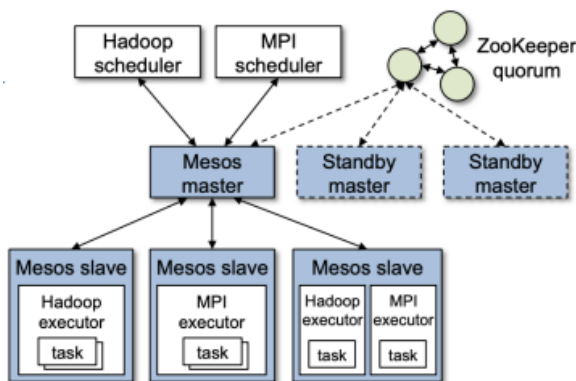 Hadoop
scheduler
MPI
scheduler
ZooKeeper
quorum
Mesos
master
Standby
master
Standby
master
Mesos slave
Hadoop
executor
task
Mesos slave
MPI
executor
task
Mesos slave
Hadoop
executor
task
MPI
executor
task